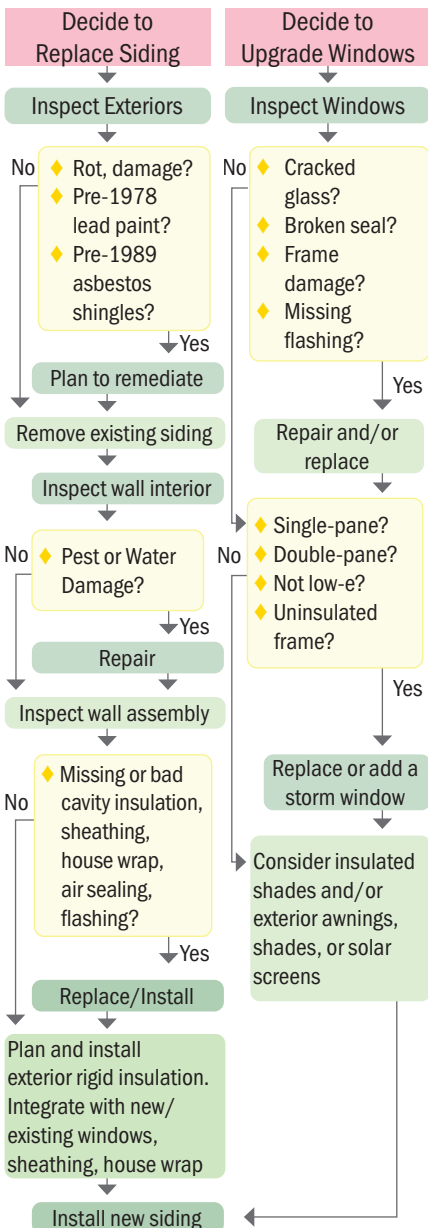 Decide to
Replace Siding
Inspect Exteriors
No
Rot, damage?
Pre-1978
lead paint?
Pre-1989
asbestos
shingles?
Yes
Plan to remediate
Remove existing siding
Inspect wall interior
No
Pest or Water
Damage?
Yes
Repair
Inspect wall assembly
No
Missing or bad
cavity insulation,
sheathing,
house wrap,
air sealing,
flashing?
Yes
Replace/Install
Plan and install
exterior rigid insulation.
Integrate with new/
existing windows,
sheathing, house wrap
Install new siding
Decide to
Upgrade Windows
Inspect Windows
No
Cracked
glass?
Broken seal?
Frame
damage?
Missing
flashing?
Yes
Repair and/or
replace
No
Single-pane?
Double-pane?
Not low-e?
Uninsulated
frame?
Yes
Replace or add a
storm window
Consider insulated
shades and/or
exterior awnings,
shades, or solar
screens